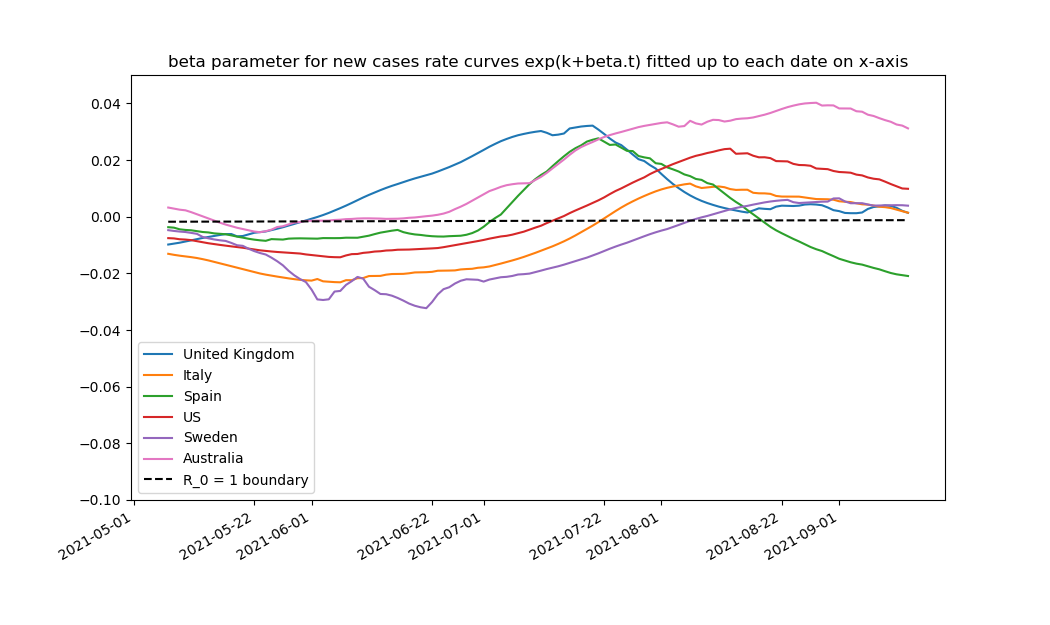 beta parameter for new cases rate curves exp(k+beta.t) fitted up to each date on x-axis
0.04
0.02
0.00
−0.02
−0.04
−0.06
−0.08
−0.10
United Kingdom
Italy
Spain
US
Sweden
Australia
R_0 = 1 boundary
2021-05-01
2021-05-22
2021-06-01
2021-06-22
2021-07-01
2021-07-22
2021-08-01
2021-08-22
2021-09-01